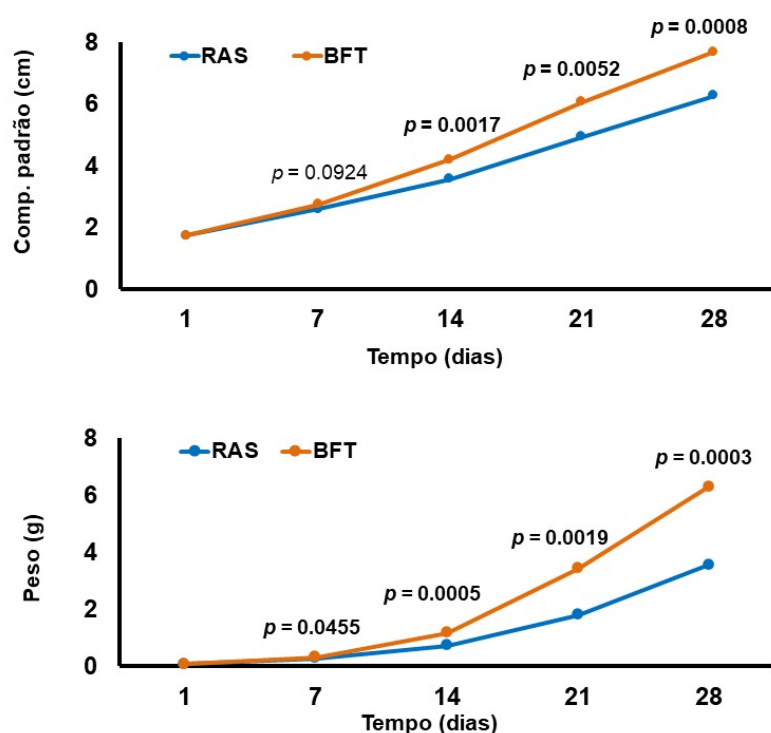 8
RAS BFT
p = 0.0008
p = 0.0052
6
p = 0.0017
4
p = 0.0924
2
0
Comp. padrão (cm)
1 7 14 21 28
Tempo (dias)
8
RAS BFT
p = 0.0003
6
p = 0.0019
4
p = 0.0005
2
p = 0.0455
0
Peso (g)
1 7 14 21 28
Tempo (dias)